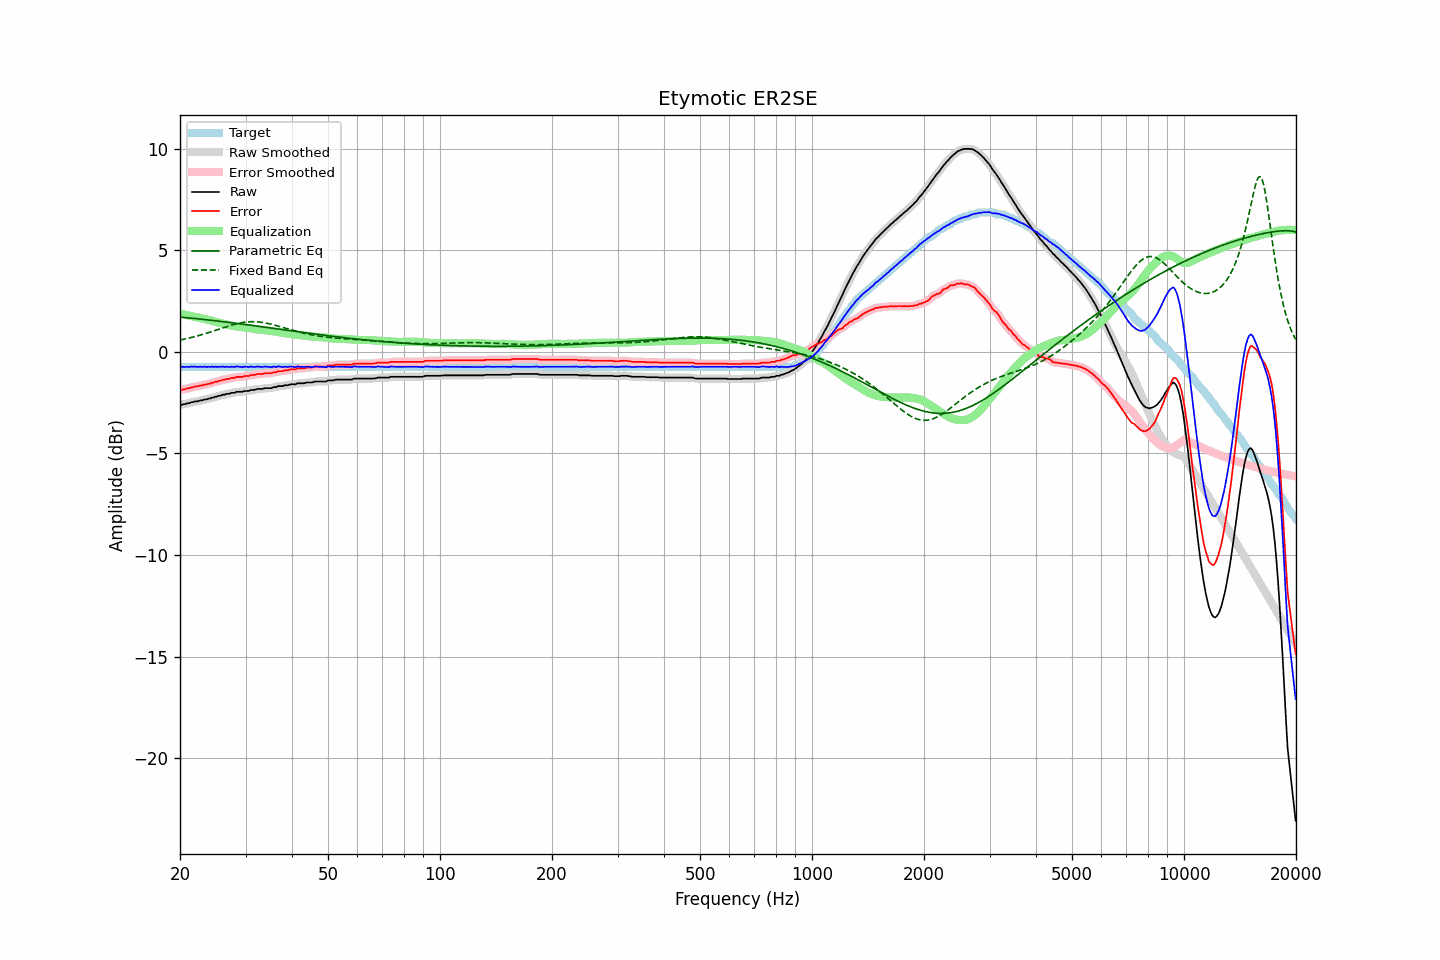 Etymotic ER2SE
Target
Raw Smoothed
Error Smoothed
Raw
Error
Equalization
Parametric Eq
Fixed Band Eq
Equalized
10
5
0
−5
−10
−15
−20
Amplitude (dBr)
20
50
100
200
500
1000
2000
5000
10000
20000
Frequency (Hz)